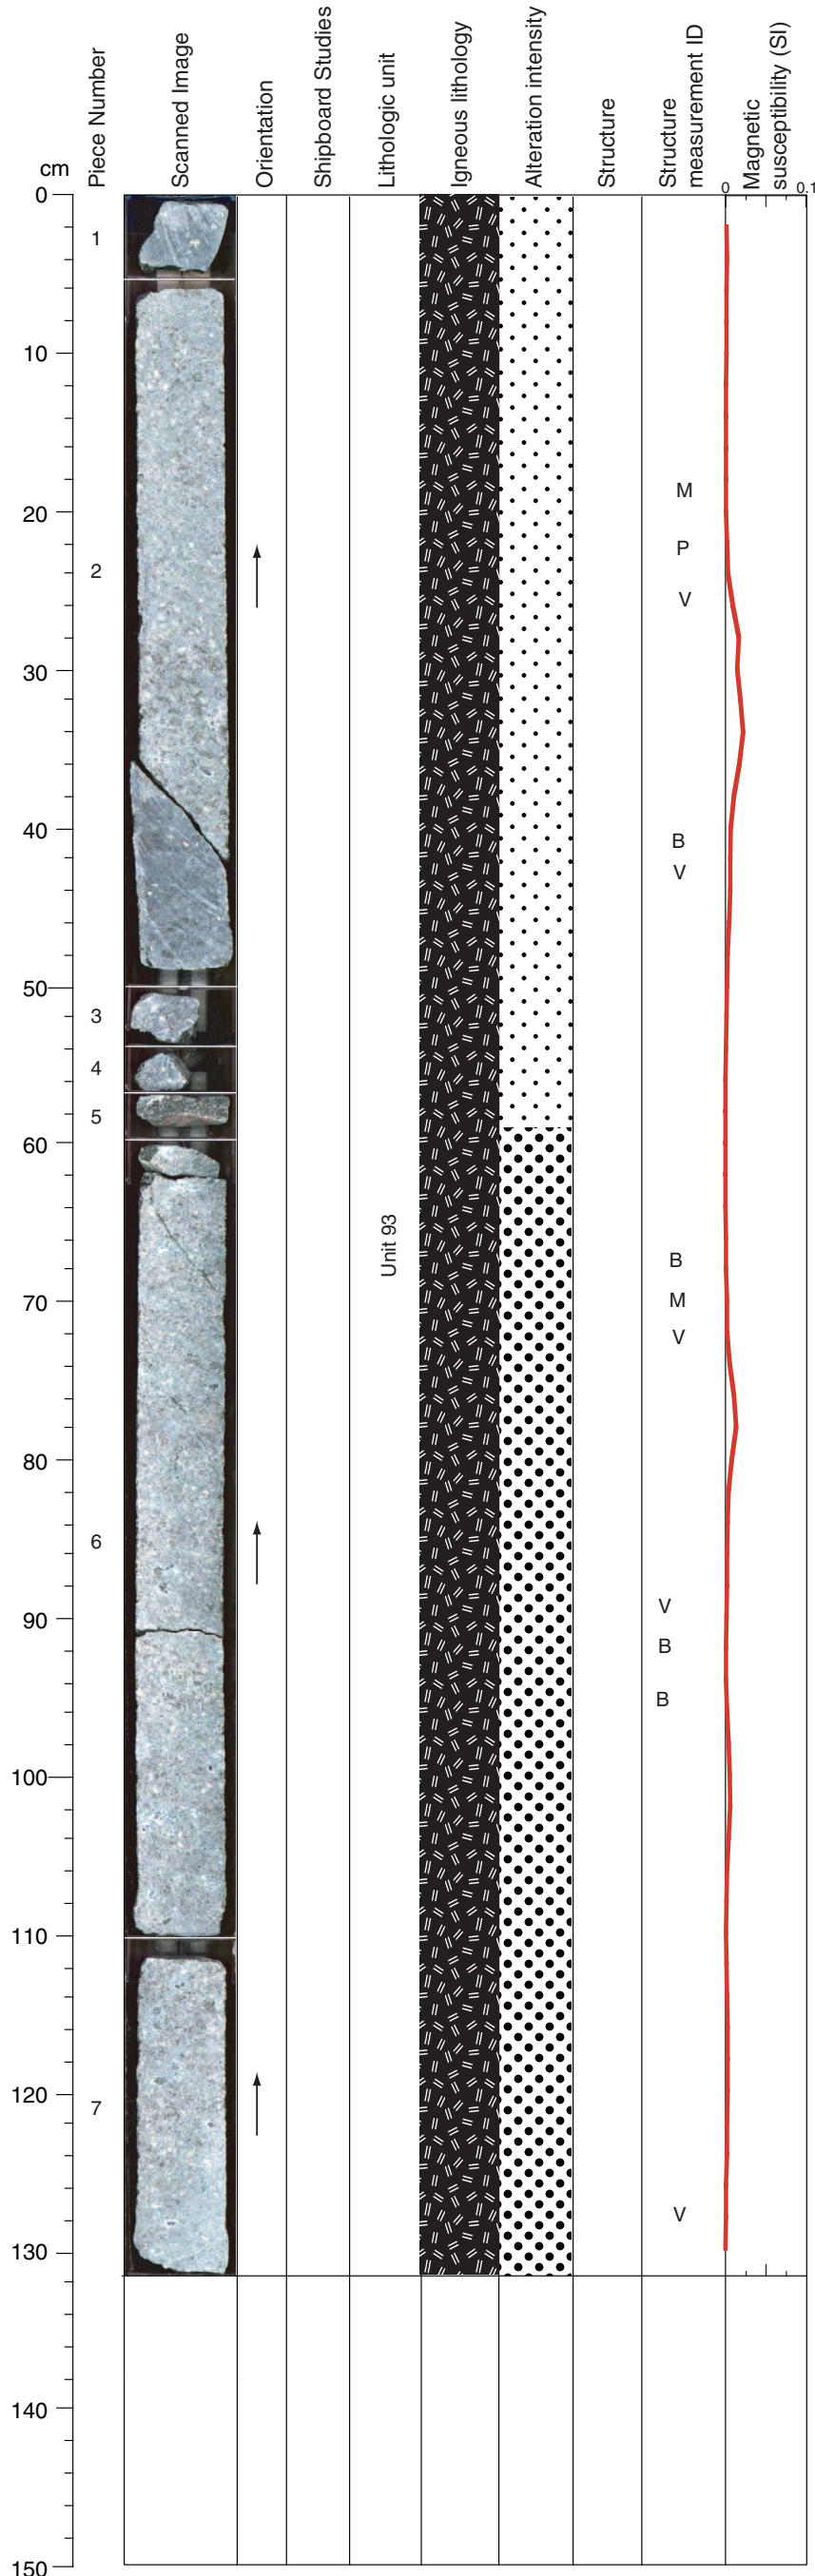 cm
Piece Number
Scanned Image
Orientation
Shipboard Studies
Lithologic unit
Igneous lithology
Alteration intensity
Structure
Structure
measurement ID
Magnetic
susceptibility (SI)
0 0.1
0
1
10
M
20
P
2
V
30
40
B
V
50
3
4
5
60
Unit 93
B
70
M
V
80
6
V
90
B
B
100
110
120
7
V
130
140
150